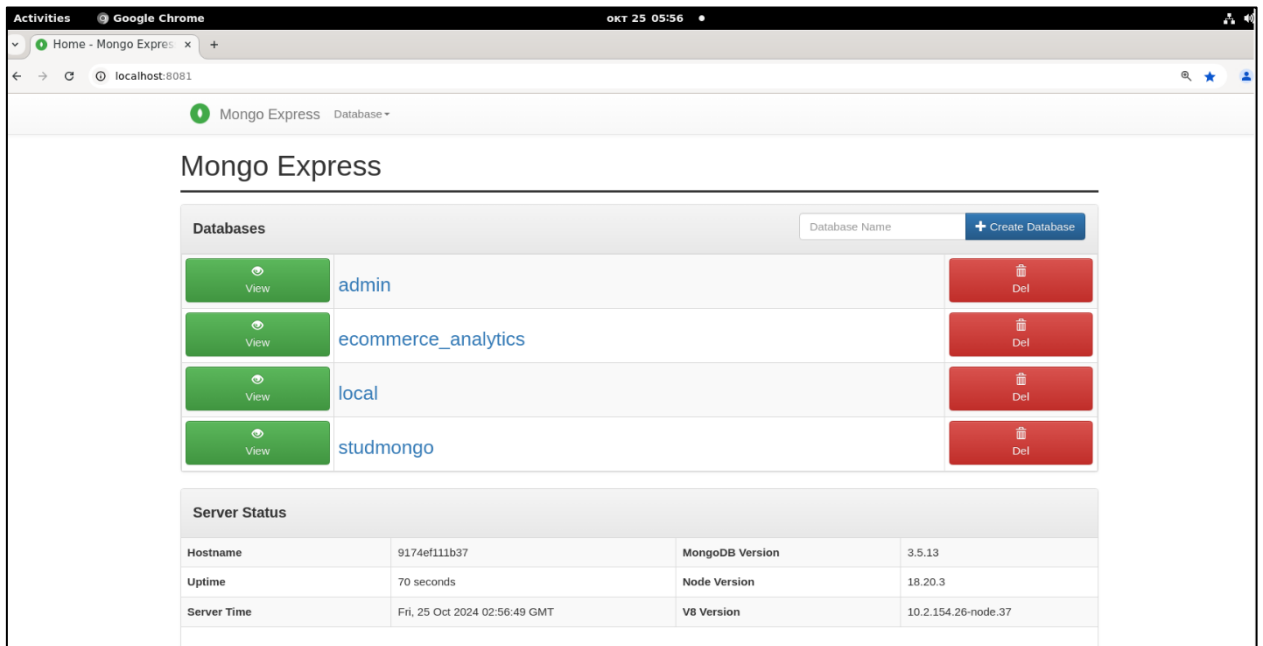 Activities Google Chrome окт 25 05:56
Home - Mongo Expres
localhost:8081
Mongo Express Database
Mongo Express
Databases Database Name Create Database
View admin Del
View ecommerce_analytics Del
View local Del
View studmongo Del
Server Status
Hostname 9174ef111b37 MongoDB Version 3.5.13
Uptime 70 seconds Node Version 18.20.3
Server Time Fri, 25 Oct 2024 02:56:49 GMT V8 Version 10.2.154.26-node.37